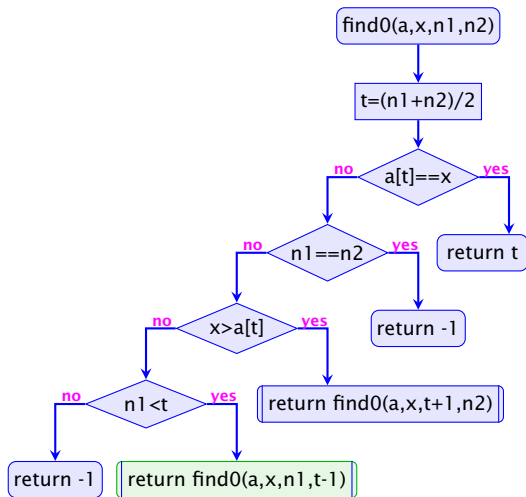 find0(a,x,n1,n2)
t=(n1+n2)/2
a[t]==x
no
yes
return t
n1==n2
no
yes
return -1
x>a[t]
no
yes
return find0(a,x,t+1,n2)
n1<t
no
yes
return -1
return find0(a,x,n1,t-1)